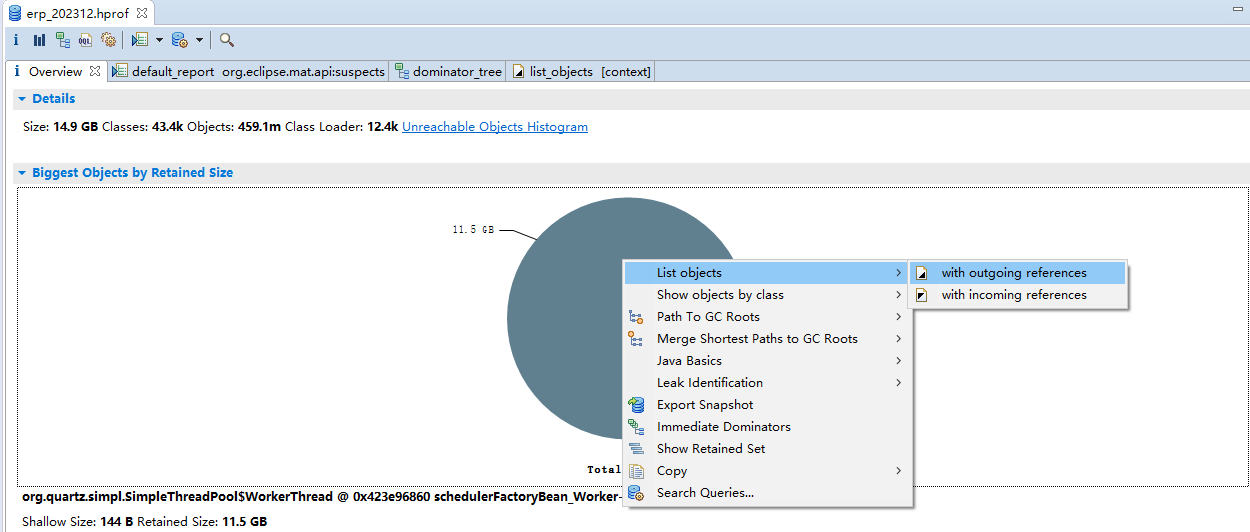 erp_202312.hprof
i OQL
i Overview default_report org.eclipse.mat.api:suspects dominator_tree list_objects [context]
Details
Size: 14.9 GB Classes: 43.4k Objects: 459.1m Class Loader: 12.4k Unreachable Objects Histogram
Biggest Objects by Retained Size
11.5 GB
List objects
with outgoing references
Show objects by class
with incoming references
Path To GC Roots
Merge Shortest Paths to GC Roots
Java Basics
Leak Identification
Export Snapshot
Immediate Dominators
Show Retained Set
Total
Copy
Search Queries...
org.quartz.simpl.SimpleThreadPool$WorkerThread @ 0x423e96860 schedulerFactoryBean_Worker-
Shallow Size: 144 B Retained Size: 11.5 GB